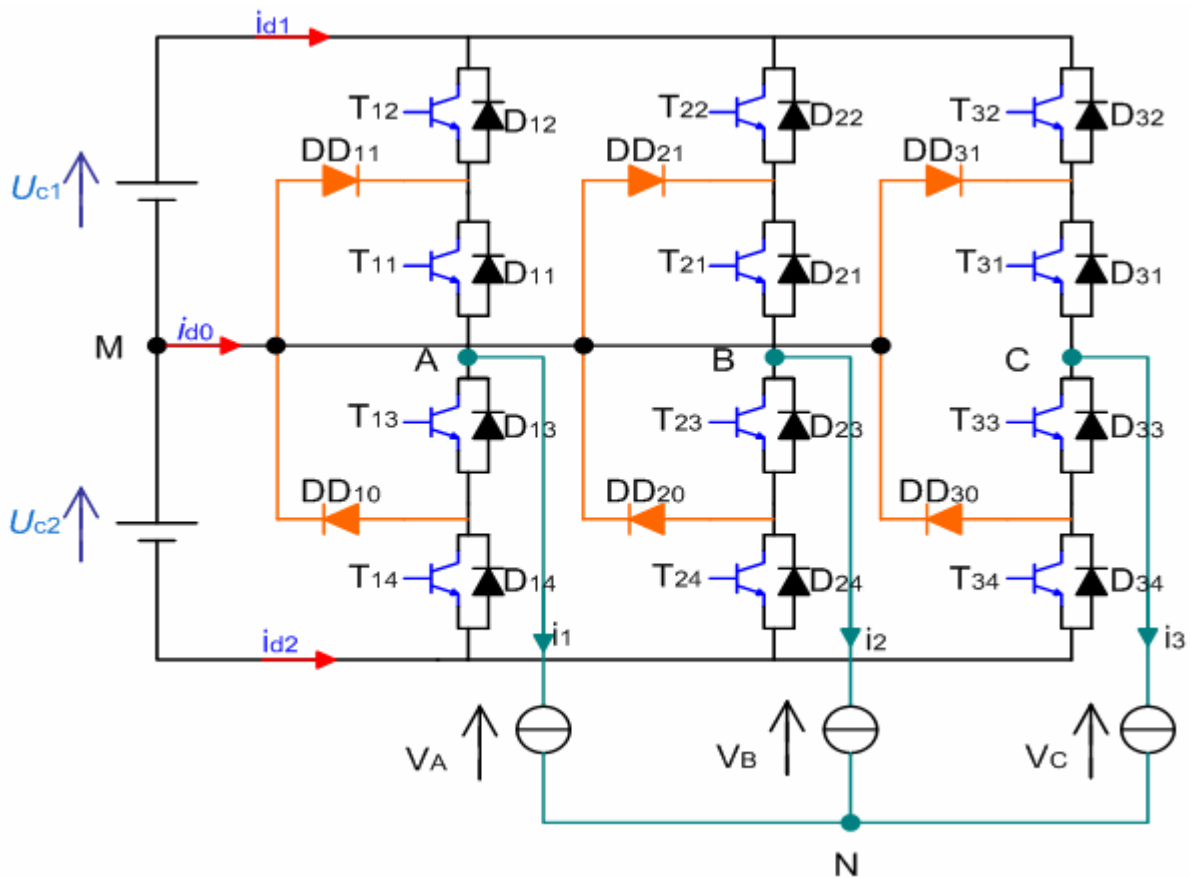 id1
T12 D12 T22 D22 T32 D32
DD11 DD21 DD31
Uc1
T11 D11 T21 D21 T31 D31
M id0 A B C
T13 D13 T23 D23 T33 D33
DD10 DD20 DD30
Uc2
T14 D14 T24 D24 T34 D34
id2 i1 i2 i3
VA VB VC
N